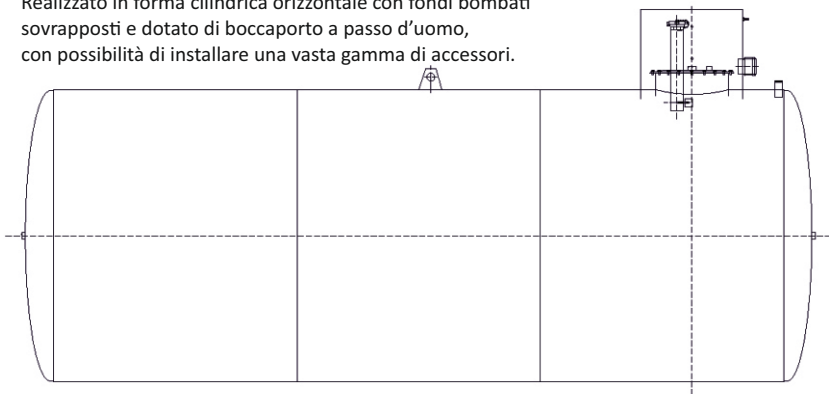 Realizzato in forma cilindrica orizzontale con fondi bombati
sovrapposti e dotato di boccaporto a passo d’uomo,
con possibilità di installare una vasta gamma di accessori.